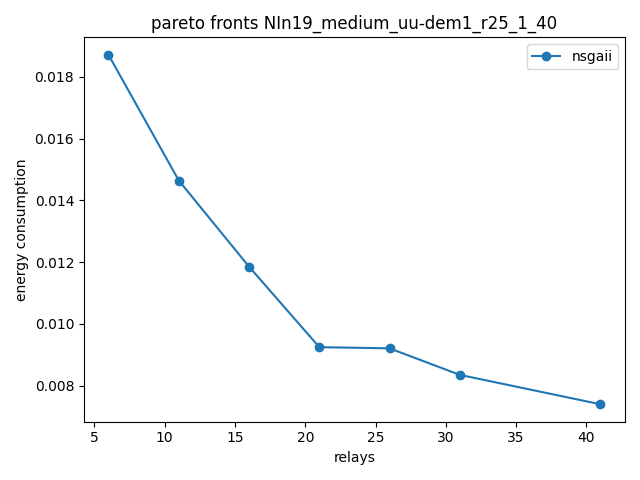 pareto fronts NIn19_medium_uu-dem1_r25_1_40
nsgaii
energy consumption
0.018
0.016
0.014
0.012
0.010
0.008
5 10 15 20 25 30 35 40
relays